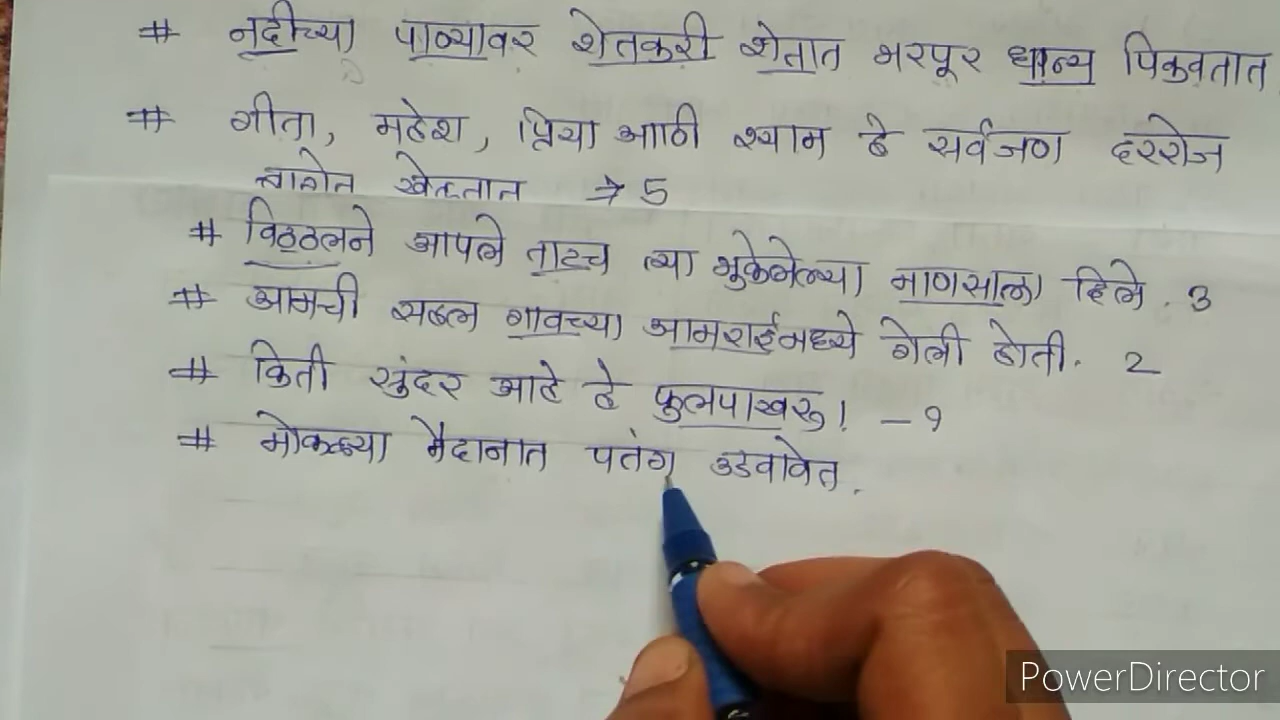 # नदीच्या पाण्यावर शेतकरी शेतात भरपूर धान्य पिकवतात
# गीता, महेश, प्रिया आणि श्याम हे सर्वजण दररोज
बागेत खेळतात → 5
# विठ्ठलने आपले ताटच त्या भुकेलेल्या माणसाला दिले. 3
# आमची सहल गावच्या आमराईमध्ये गेली होती. 2
# किती सुंदर आहे हे फुलपाखरु! – १
# मोकळ्या मैदानात पतंग उडवावेत.
PowerDirector